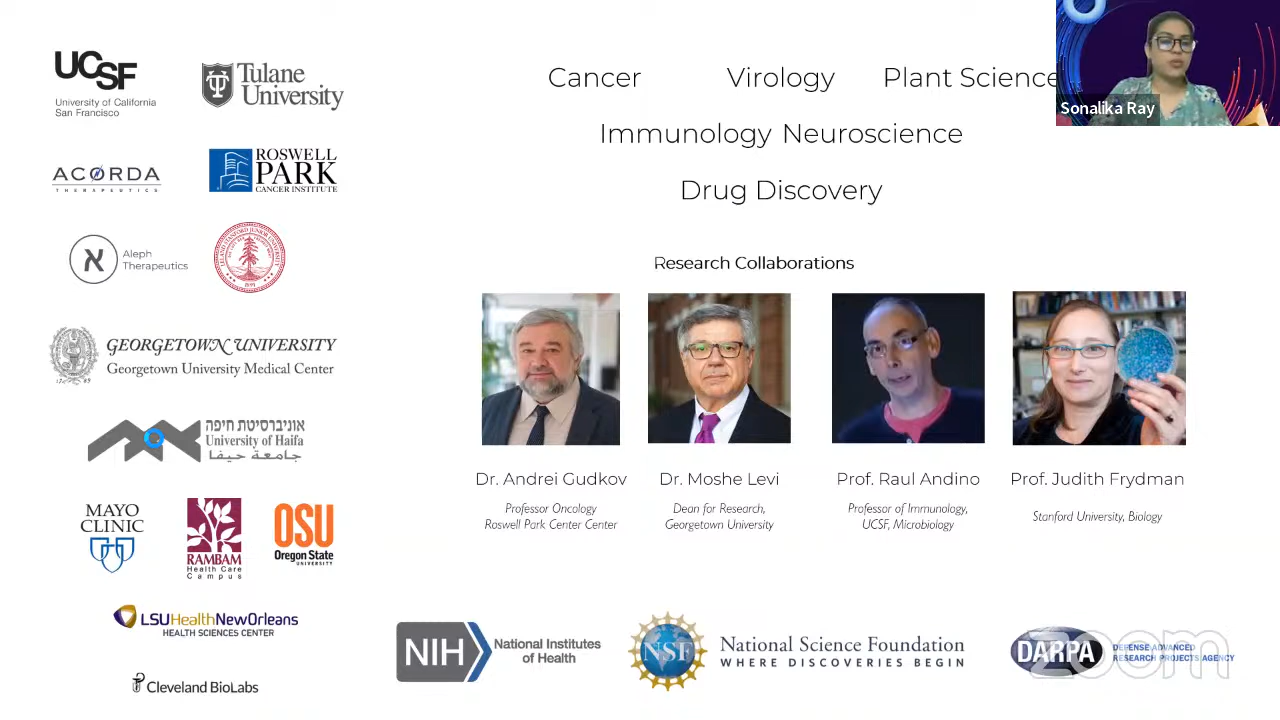 UCSF
University of California
San Francisco
Tulane
University
ACORDA
THERAPEUTICS
ROSWELL
PARK
CANCER INSTITUTE
א
Aleph
Therapeutics
GEORGETOWN UNIVERSITY
Georgetown University Medical Center
אוניברסיטת חיפה
University of Haifa
جامعة حيفا
MAYO
CLINIC
RAMBAM
Health Care
Campus
OSU
Oregon State
UNIVERSITY
LSUHealthNewOrleans
HEALTH SCIENCES CENTER
Cleveland BioLabs
Cancer Virology Plant Science
Immunology Neuroscience
Drug Discovery
Sonalika Ray
Research Collaborations
Dr. Andrei Gudkov
Professor Oncology
Roswell Park Center Center
Dr. Moshe Levi
Dean for Research,
Georgetown University
Prof. Raul Andino
Professor of Immunology,
UCSF, Microbiology
Prof. Judith Frydman
Stanford University, Biology
NIH
National Institutes
of Health
NSF
National Science Foundation
WHERE DISCOVERIES BEGIN
DARPA
DEFENSE ADVANCED
RESEARCH PROJECTS AGENCY
zoom